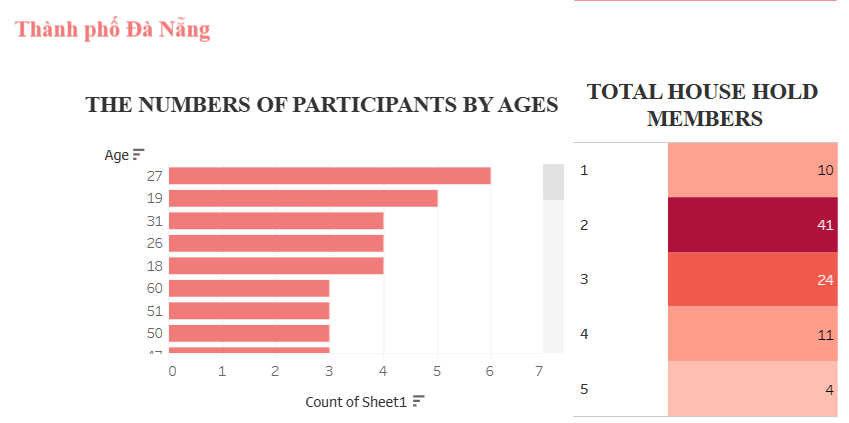 Thành phố Đà Nẵng
THE NUMBERS OF PARTICIPANTS BY AGES
Age
27
19
31
26
18
60
51
50
0 1 2 3 4 5 6 7
Count of Sheet1
TOTAL HOUSE HOLD
MEMBERS
1 10
2 41
3 24
4 11
5 4